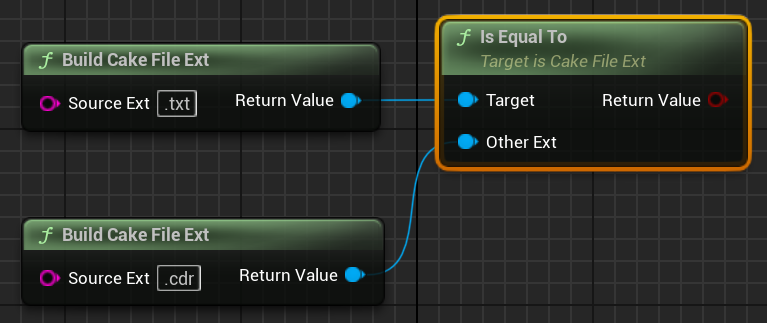 Build Cake File Ext
Source Ext .txt Return Value
Is Equal To
Target is Cake File Ext
Target Return Value
Other Ext
Build Cake File Ext
Source Ext .cdr Return Value